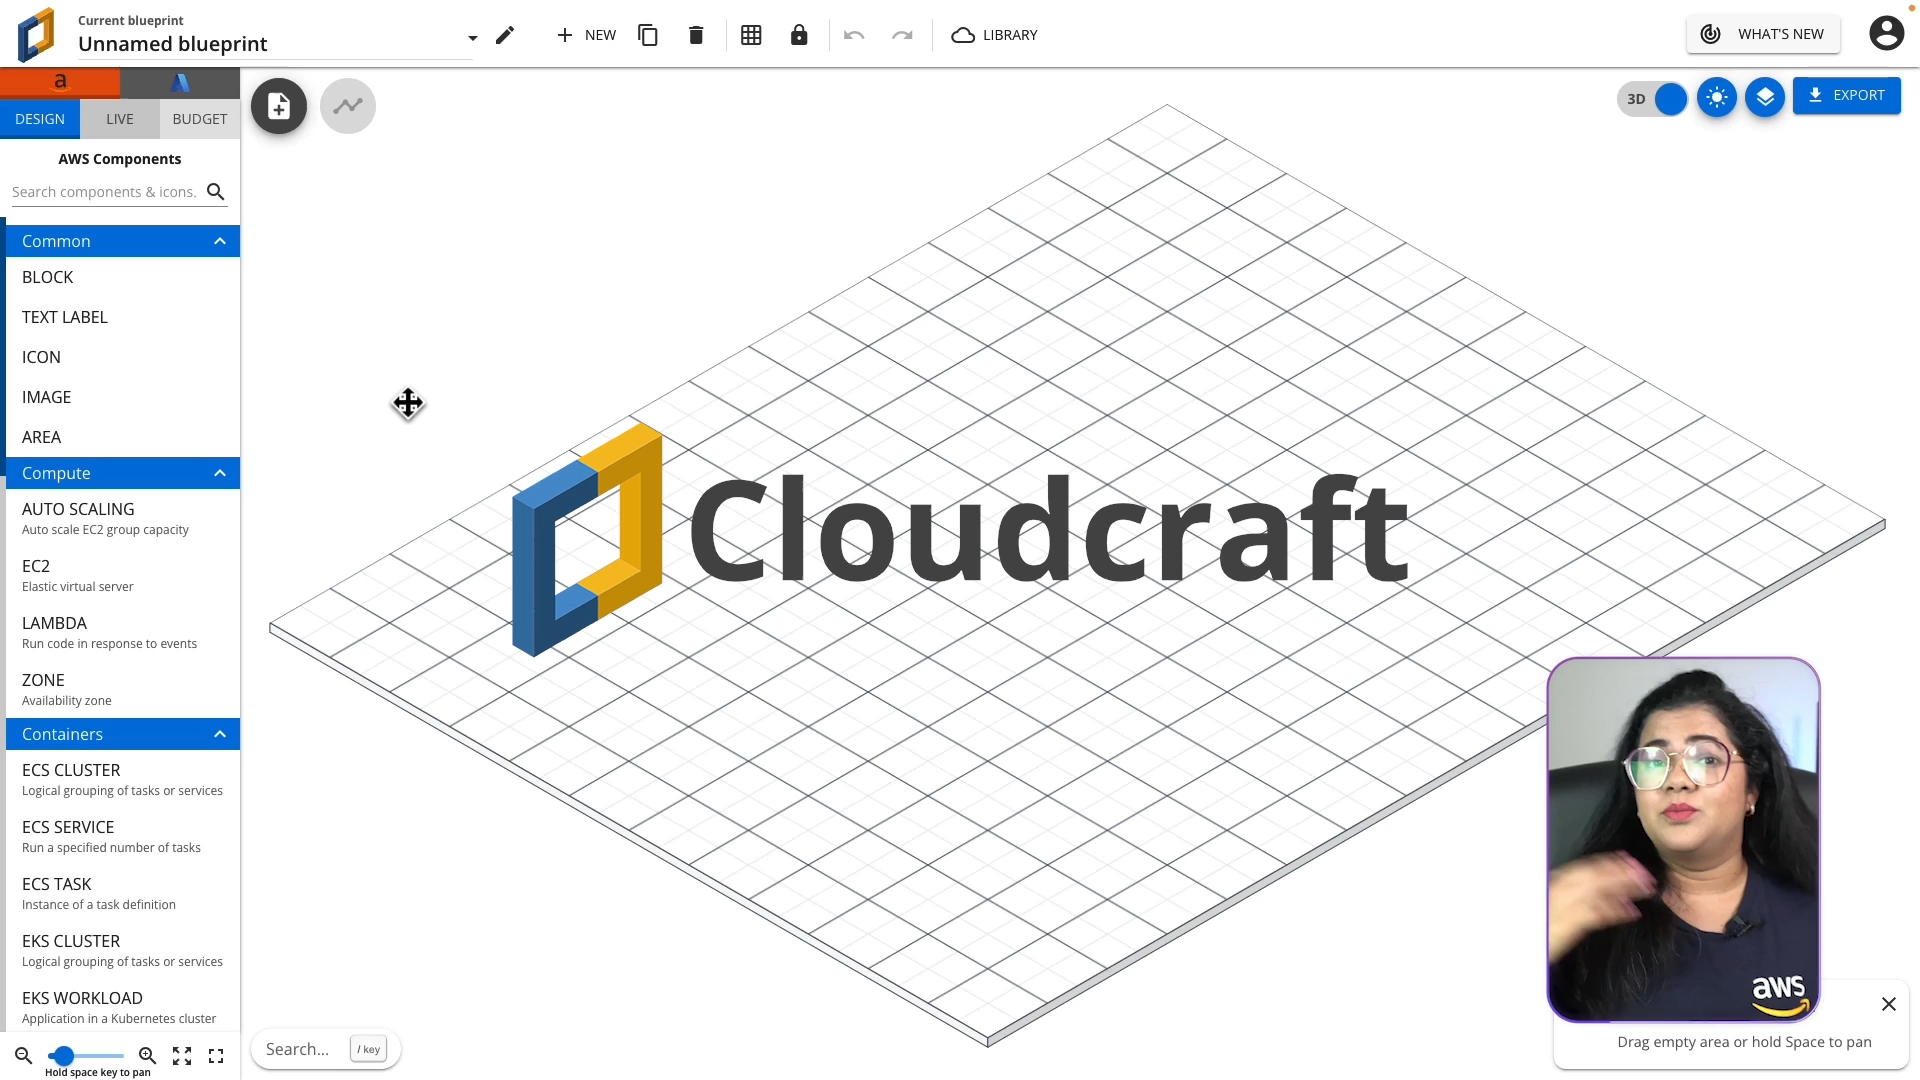 Current blueprint
Unnamed blueprint
NEW
LIBRARY
WHAT'S NEW
a
DESIGN
LIVE
BUDGET
3D
EXPORT
AWS Components
Search components & icons.
Common
BLOCK
TEXT LABEL
ICON
IMAGE
AREA
Compute
AUTO SCALING
Auto scale EC2 group capacity
EC2
Elastic virtual server
LAMBDA
Run code in response to events
ZONE
Availability zone
Containers
ECS CLUSTER
Logical grouping of tasks or services
ECS SERVICE
Run a specified number of tasks
ECS TASK
Instance of a task definition
EKS CLUSTER
Logical grouping of tasks or services
EKS WORKLOAD
Application in a Kubernetes cluster
Hold space key to pan
Cloudcraft
Search...
/ key
aws
Drag empty area or hold Space to pan